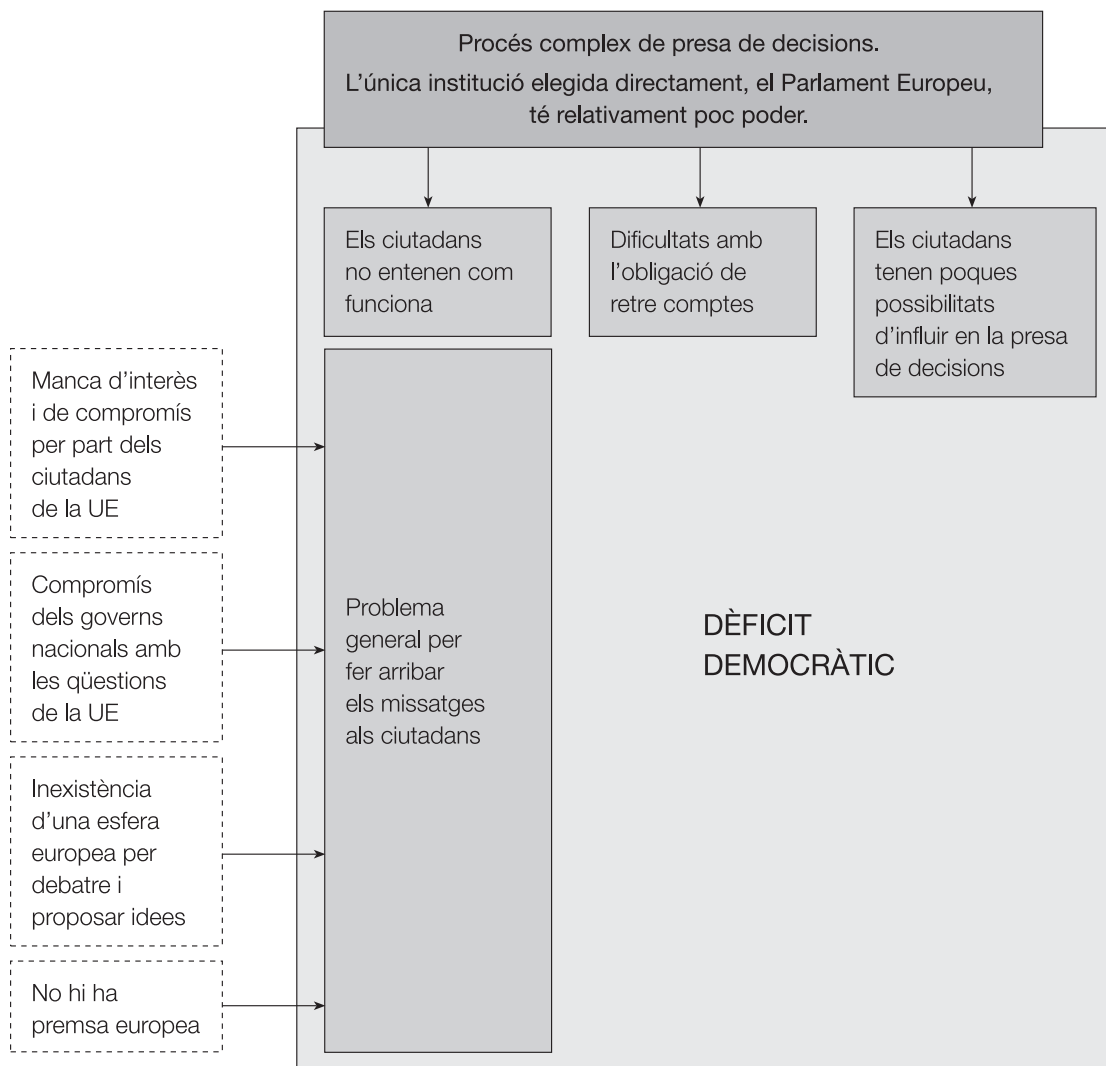 Procés complex de presa de decisions.
L'única institució elegida directament, el Parlament Europeu,
té relativament poc poder.
Els ciutadans
no entenen com
funciona
Dificultats amb
l'obligació de
retre comptes
Els ciutadans
tenen poques
possibilitats
d'influir en la presa
de decisions
Manca d'interès
i de compromís
per part dels
ciutadans
de la UE
Compromís
dels governs
nacionals amb
les qüestions
de la UE
Inexistència
d'una esfera
europea per
debatre i
proposar idees
No hi ha
premsa europea
Problema
general per
fer arribar
els missatges
als ciutadans
DÈFICIT
DEMOCRÀTIC